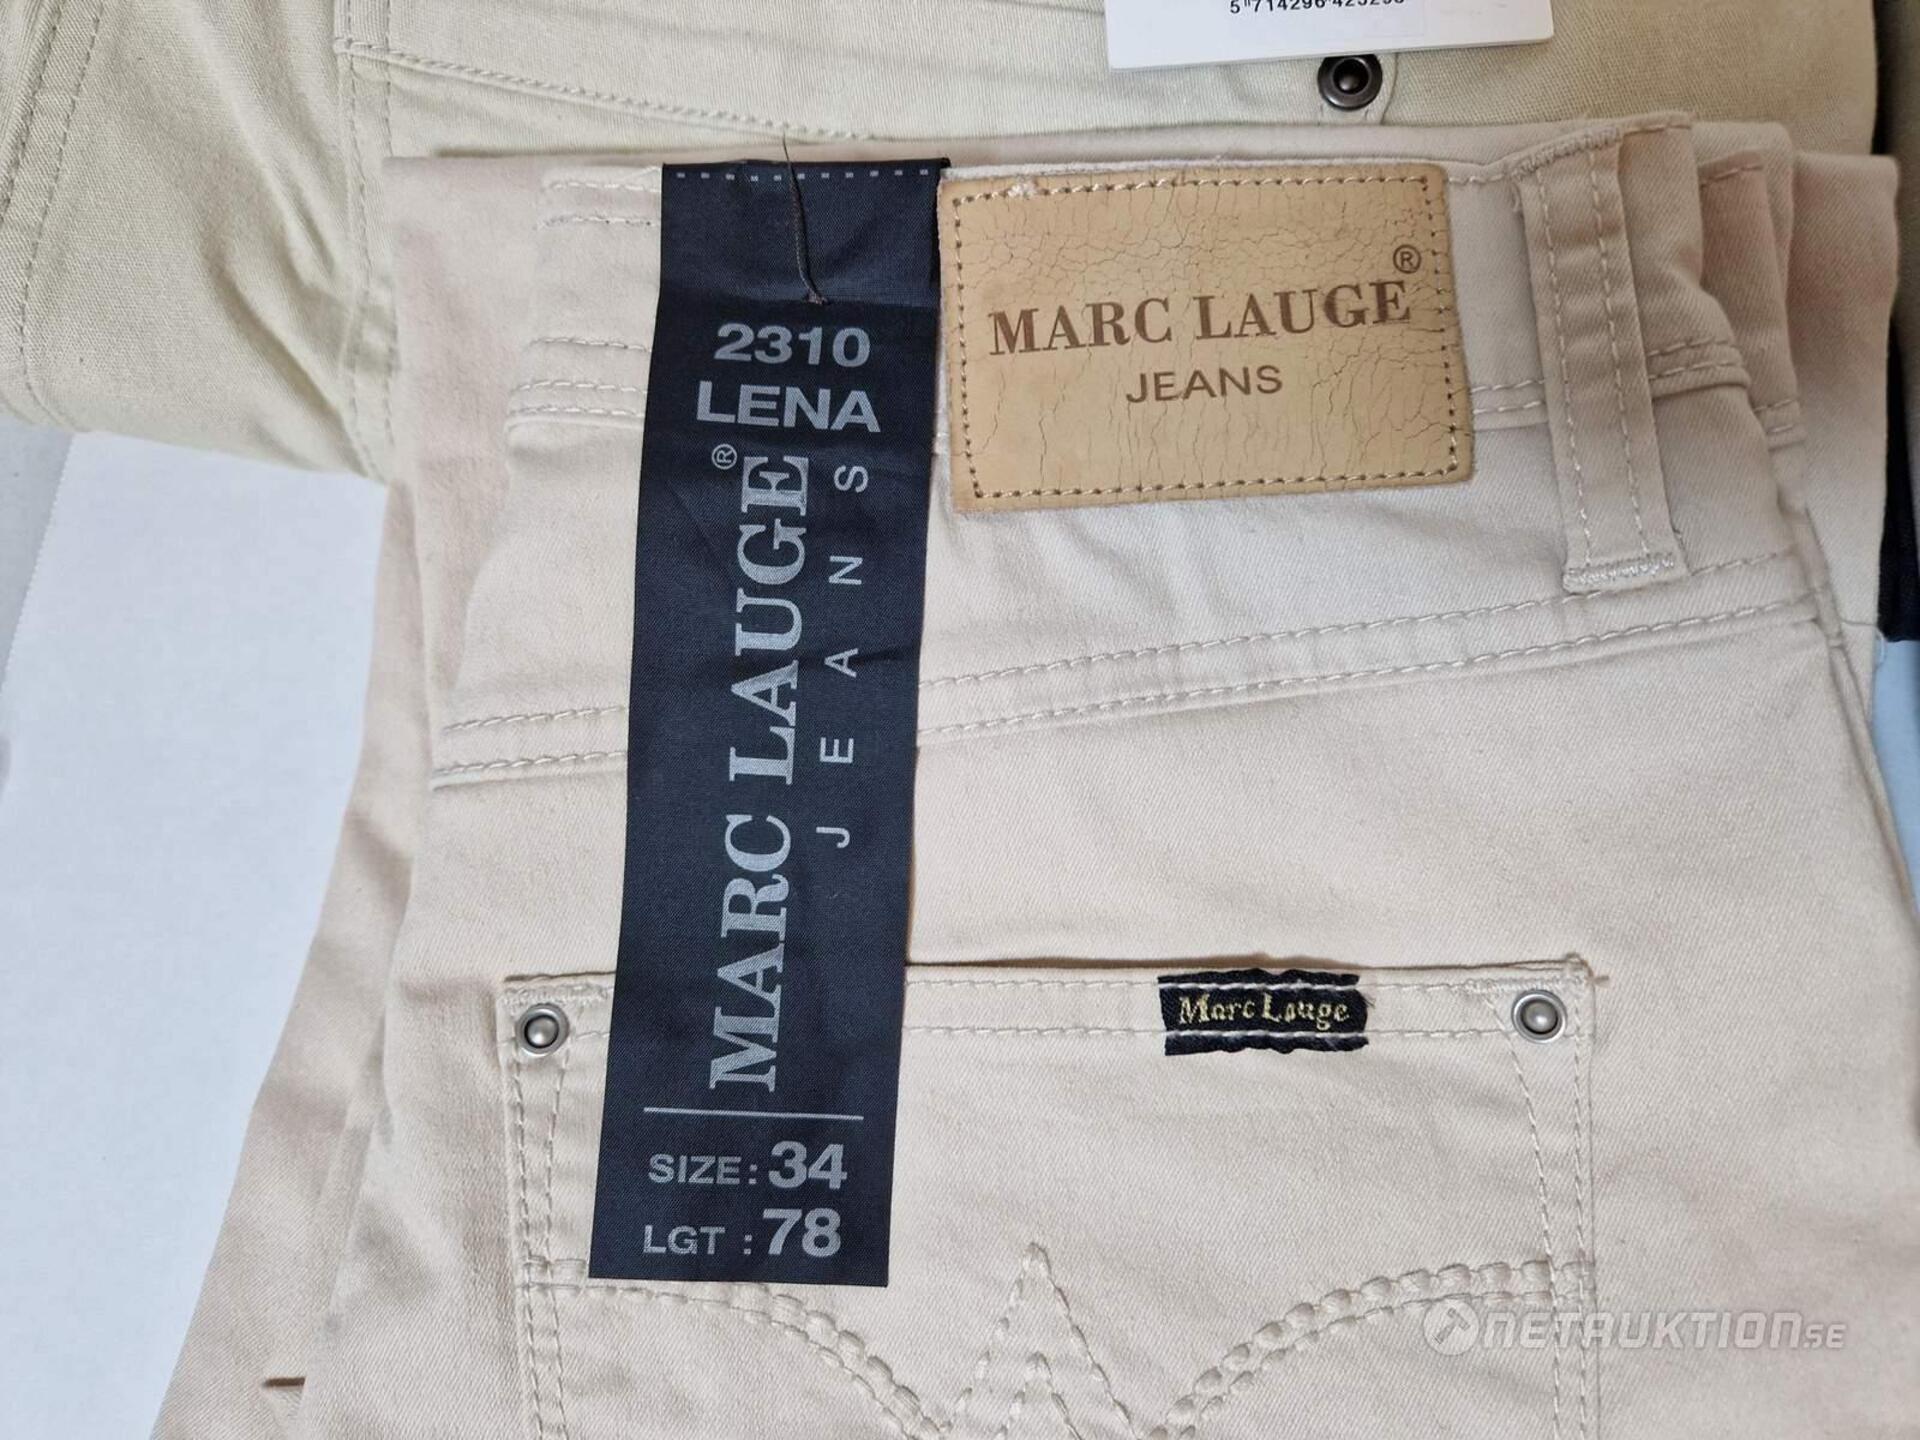 2310
LENA
MARC LAUGE®
JEANS
SIZE: 34
LGT : 78
MARC LAUGE®
JEANS
Marc Lauge
NETAUKTION.SE